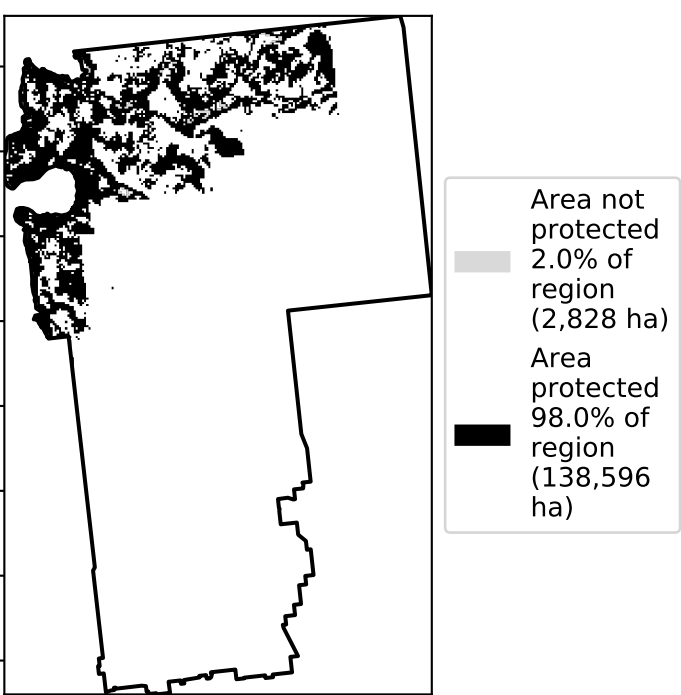 Area not
protected
2.0% of
region
(2,828 ha)
Area
protected
98.0% of
region
(138,596
ha)